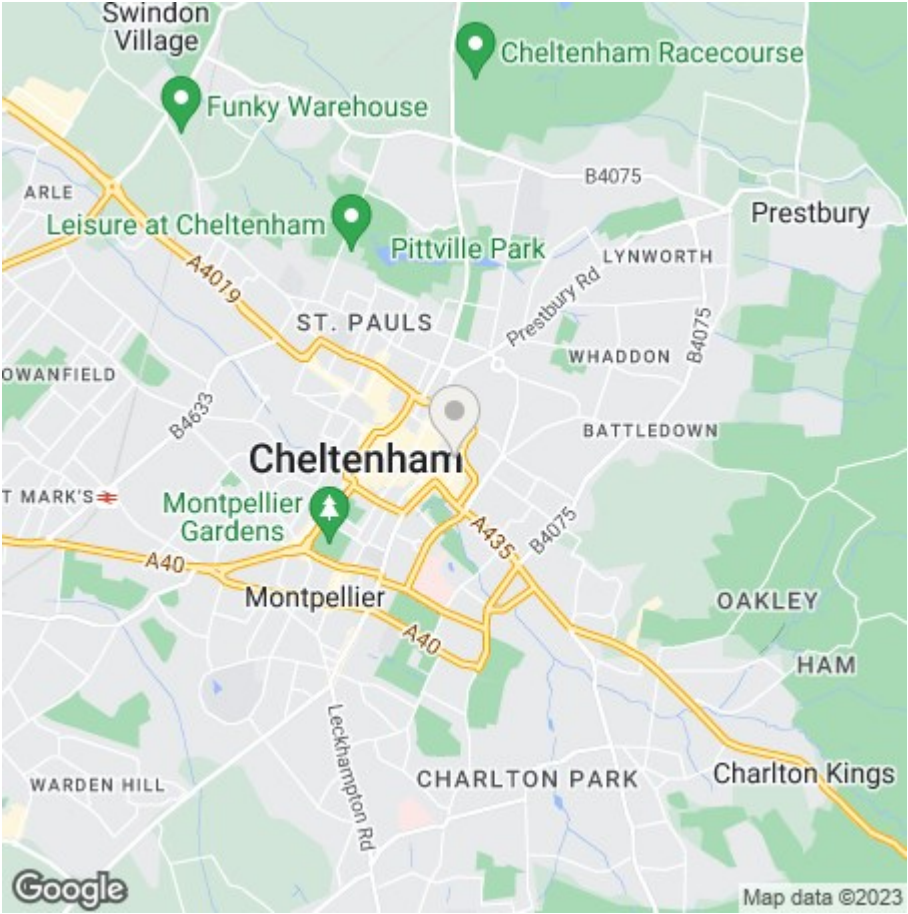 Swindon
Village
Cheltenham Racecourse
Funky Warehouse
B4075
ARLE
Prestbury
Leisure at Cheltenham
Pittville Park
LYNWORTH
A4019
Prestbury Rd
ST. PAULS
B4075
WHADDON
OWANFIELD
B4633
BATTLEDOWN
Cheltenham
T MARK'S
Montpellier
Gardens
A435
B4075
A40
Montpellier
OAKLEY
A40
HAM
Leckhampton Rd
WARDEN HILL
CHARLTON PARK
Charlton Kings
Google
Map data ©2023